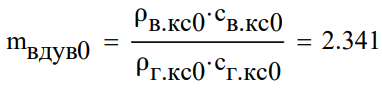 m_вдув0 = (ρ_в.кс0·c_в.кс0) / (ρ_г.кс0·c_г.кс0) = 2.341